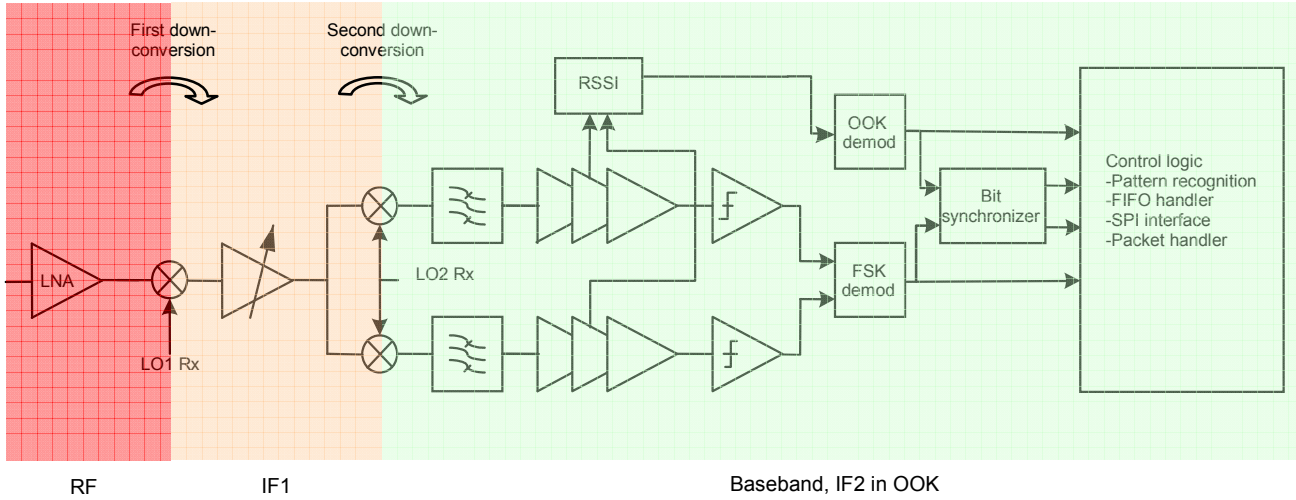 First down-
conversion
Second down-
conversion
RSSI
OOK
demod
Control logic
-Pattern recognition
-FIFO handler
-SPI interface
-Packet handler
Bit
synchronizer
LNA
LO2 Rx
FSK
demod
LO1 Rx
RF
IF1
Baseband, IF2 in OOK